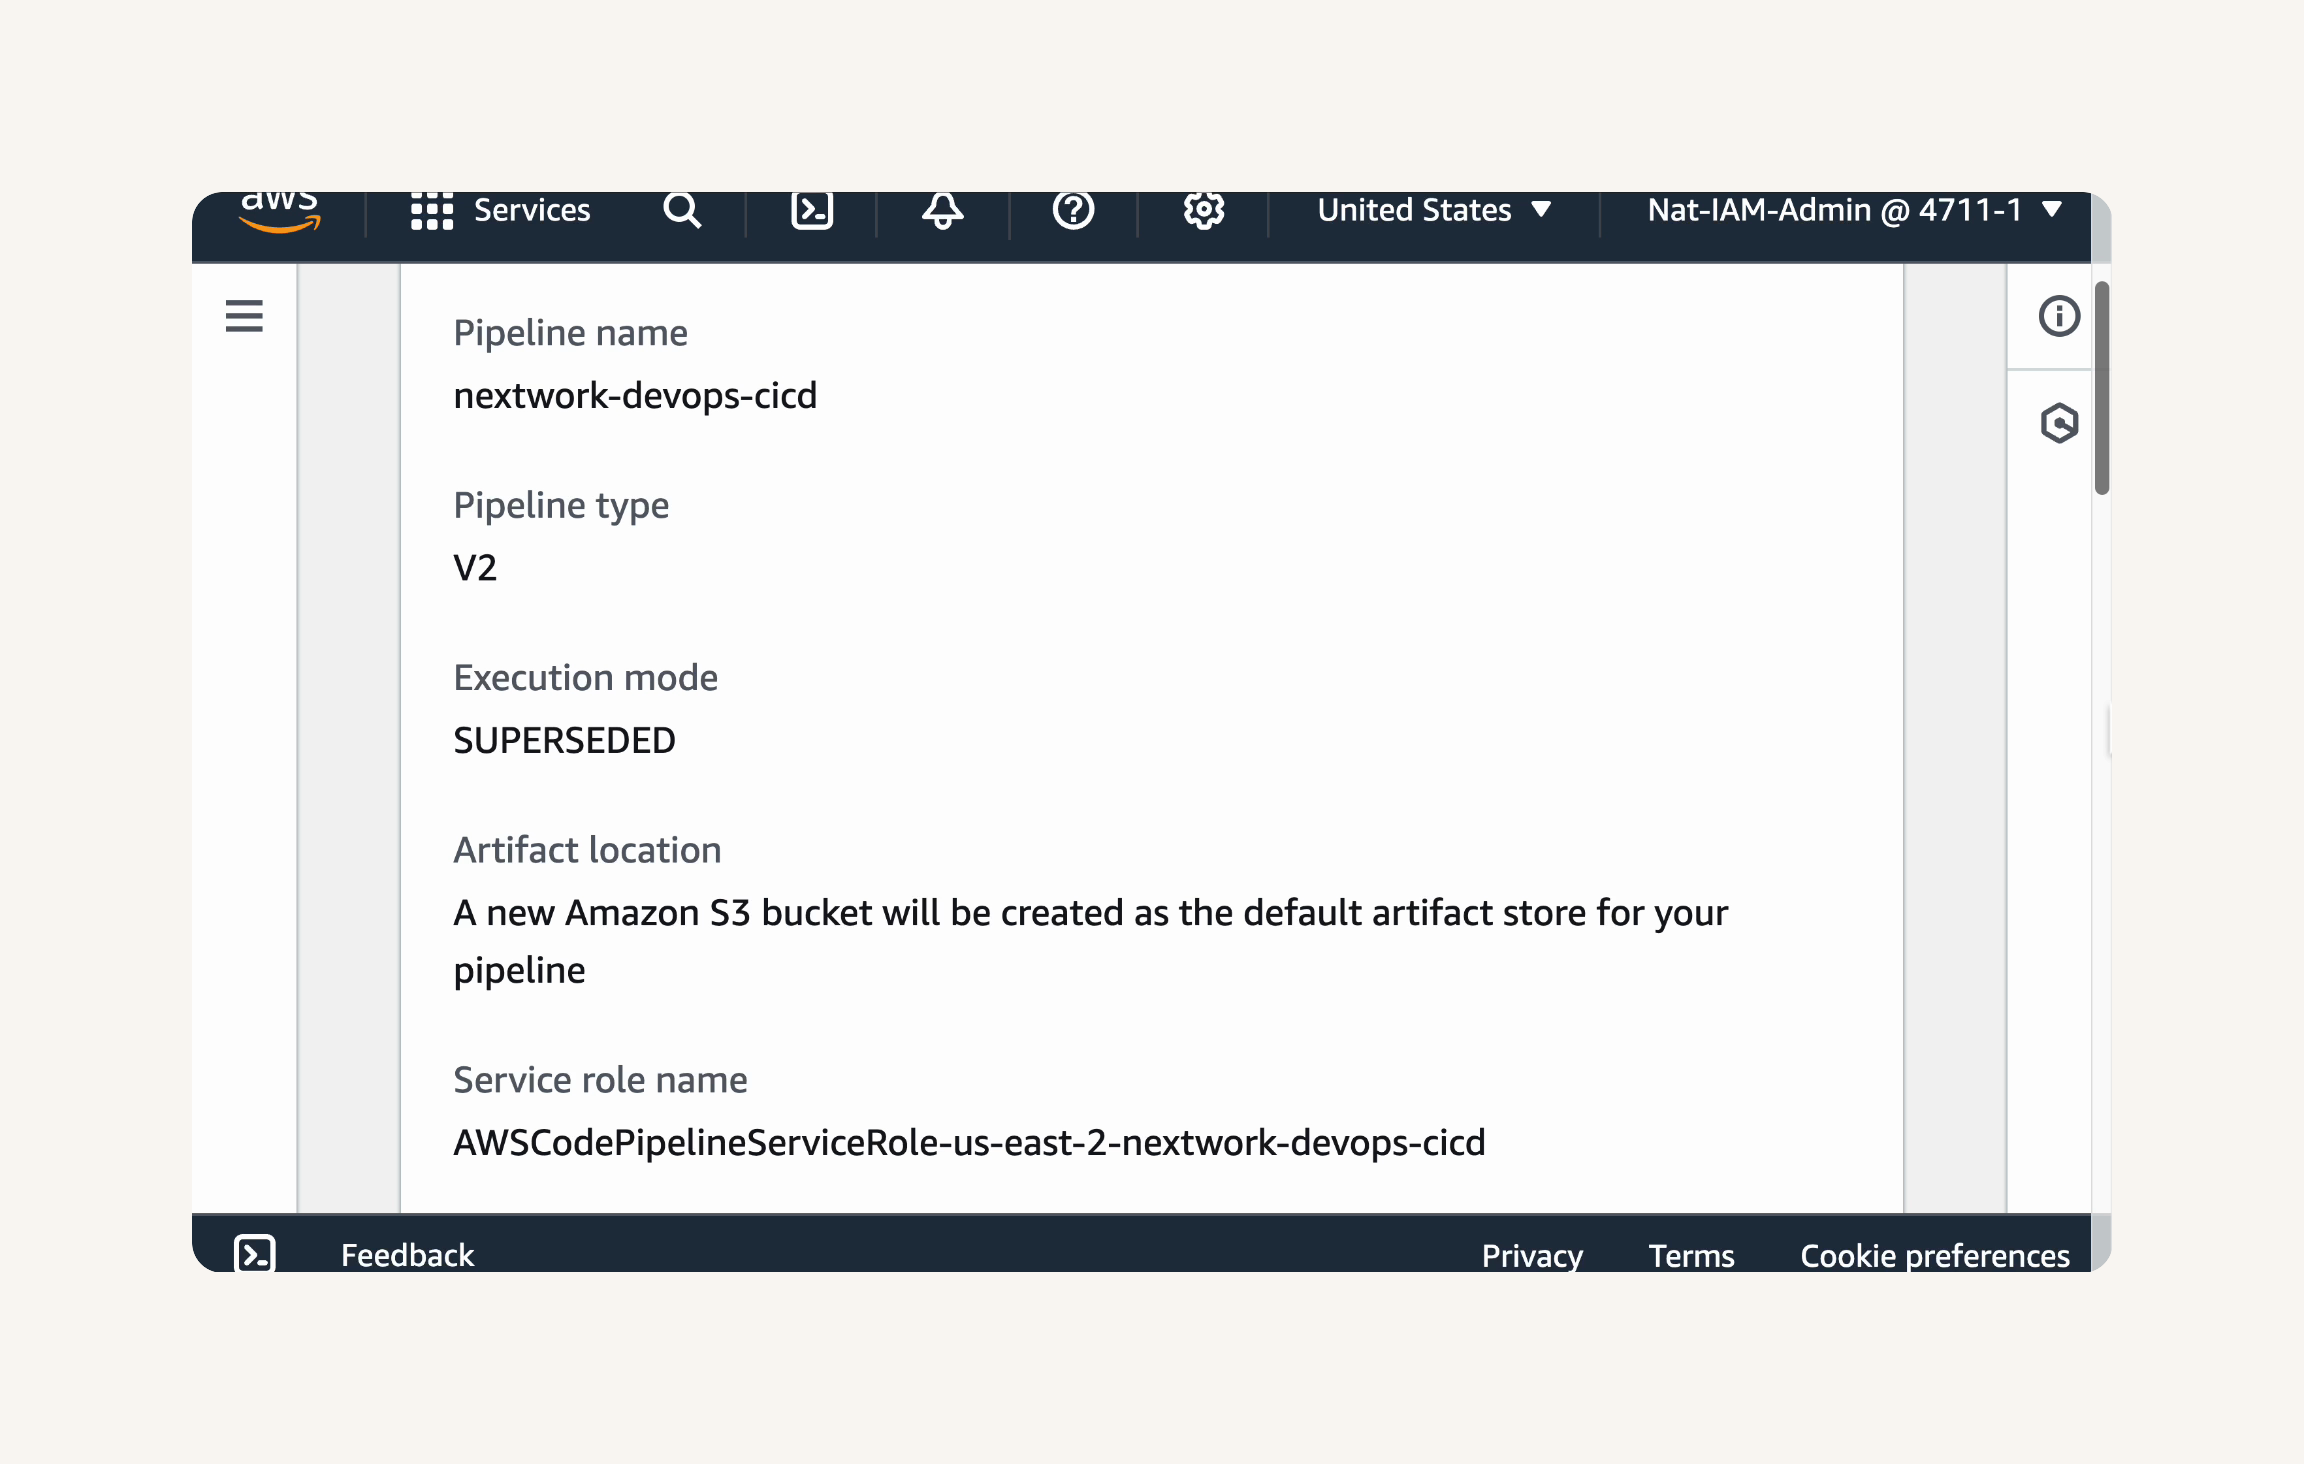 aws Services United States Nat-IAM-Admin @ 4711-1
Pipeline name
nextwork-devops-cicd
Pipeline type
V2
Execution mode
SUPERSEDED
Artifact location
A new Amazon S3 bucket will be created as the default artifact store for your
pipeline
Service role name
AWSCodePipelineServiceRole-us-east-2-nextwork-devops-cicd
Feedback Privacy Terms Cookie preferences